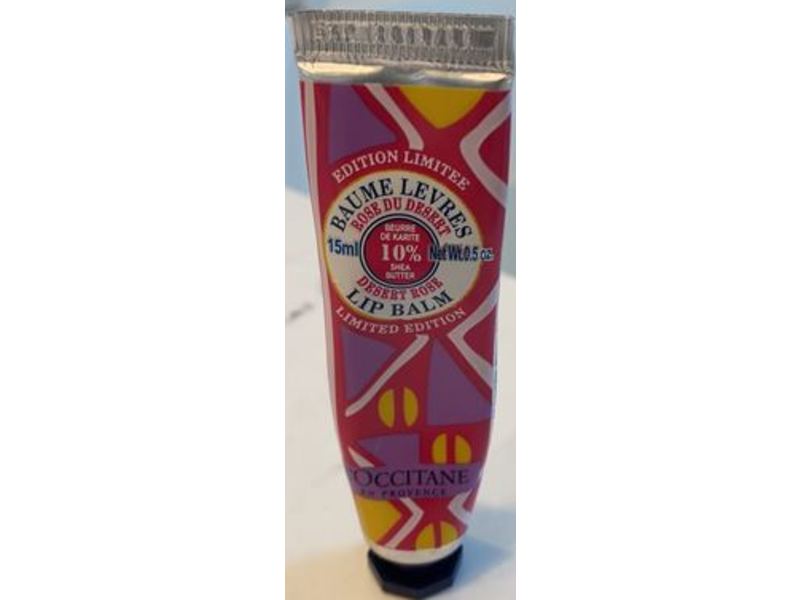 EDITION LIMITEE
BAUME LEVRES
ROSE DU DESERT
BEURRE
DE KARITE
15ml 10% Net Wt.0.5 oz.
SHEA
BUTTER
DESERT ROSE
LIP BALM
LIMITED EDITION
L'OCCITANE
EN PROVENCE